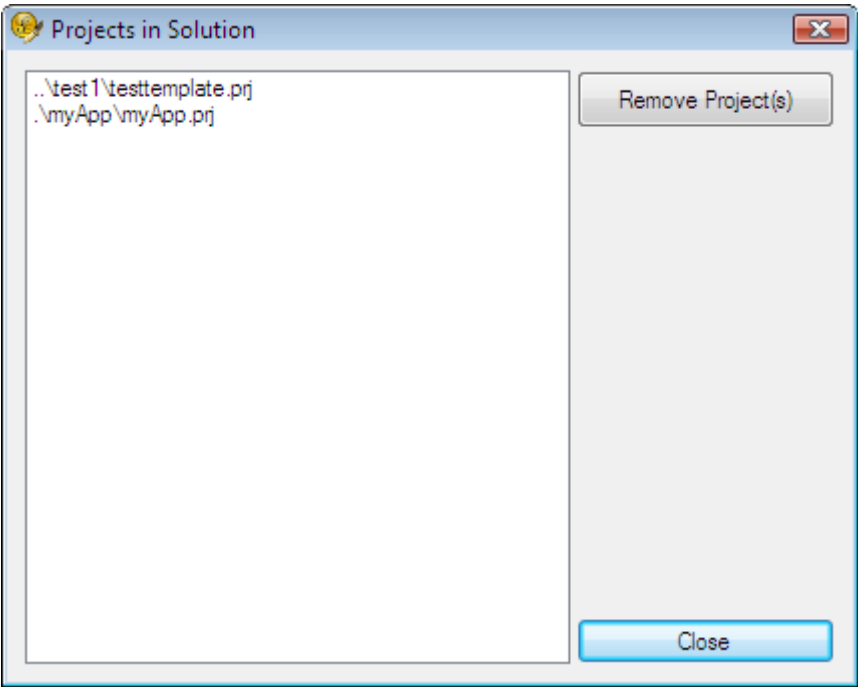 Projects in Solution
..\test1\testtemplate.prj
.\myApp\myApp.prj
Remove Project(s)
Close